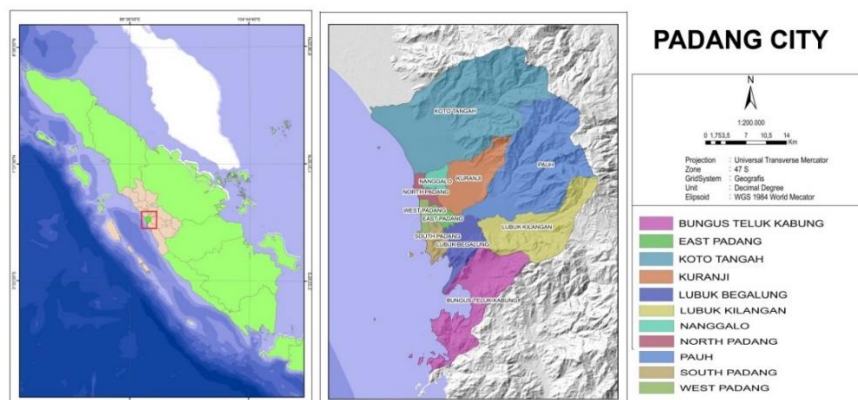 PADANG CITY
N
1:200.000
0 1,753,5 7 10,5 14
Km
Projection : Universal Transverse Mercator
Zone : 47 S
GridSystem : Geografis
Unit : Decimal Degree
Elipsoid : WGS 1984 World Mecator
BUNGUS TELUK KABUNG
EAST PADANG
KOTO TANGAH
KURANJI
LUBUK BEGALUNG
LUBUK KILANGAN
NANGGALO
NORTH PADANG
PAUH
SOUTH PADANG
WEST PADANG
KOTO TANGAH
PAUH
KURANJI
NANGGALO
NORTH PADANG
WEST PADANG
EAST PADANG
LUBUK KILANGAN
SOUTH PADANG
LUBUK BEGALUNG
BUNGUS TELUK KABUNG